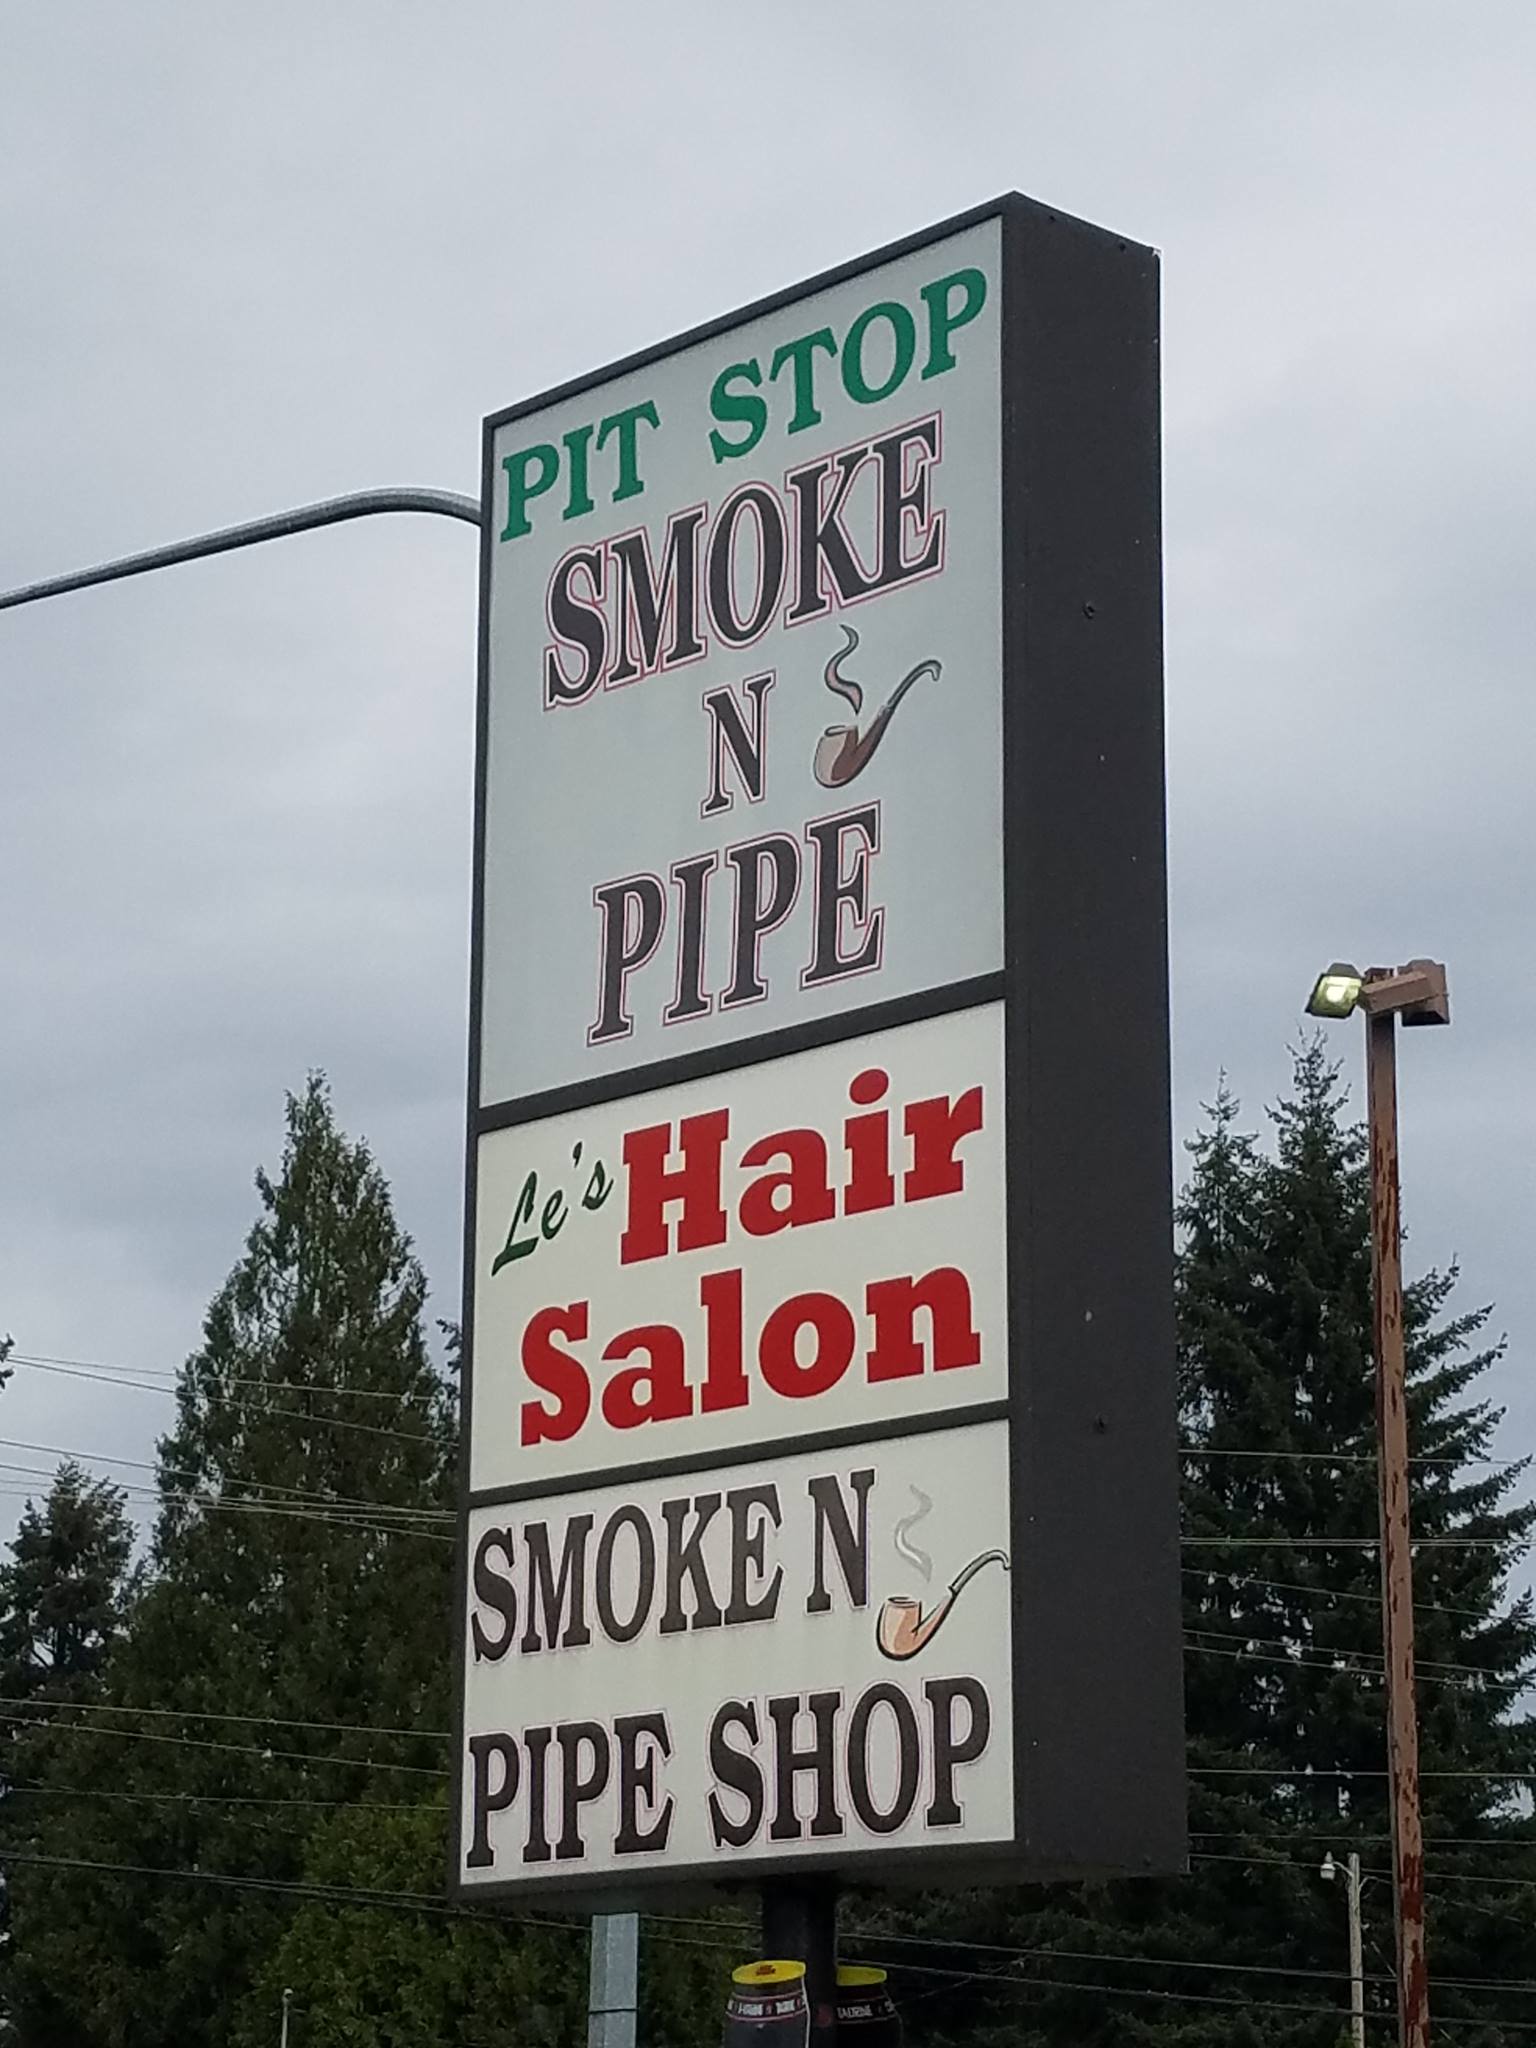 PIT STOP
SMOKE
N
PIPE
Le's Hair
Salon
SMOKE N
PIPE SHOP